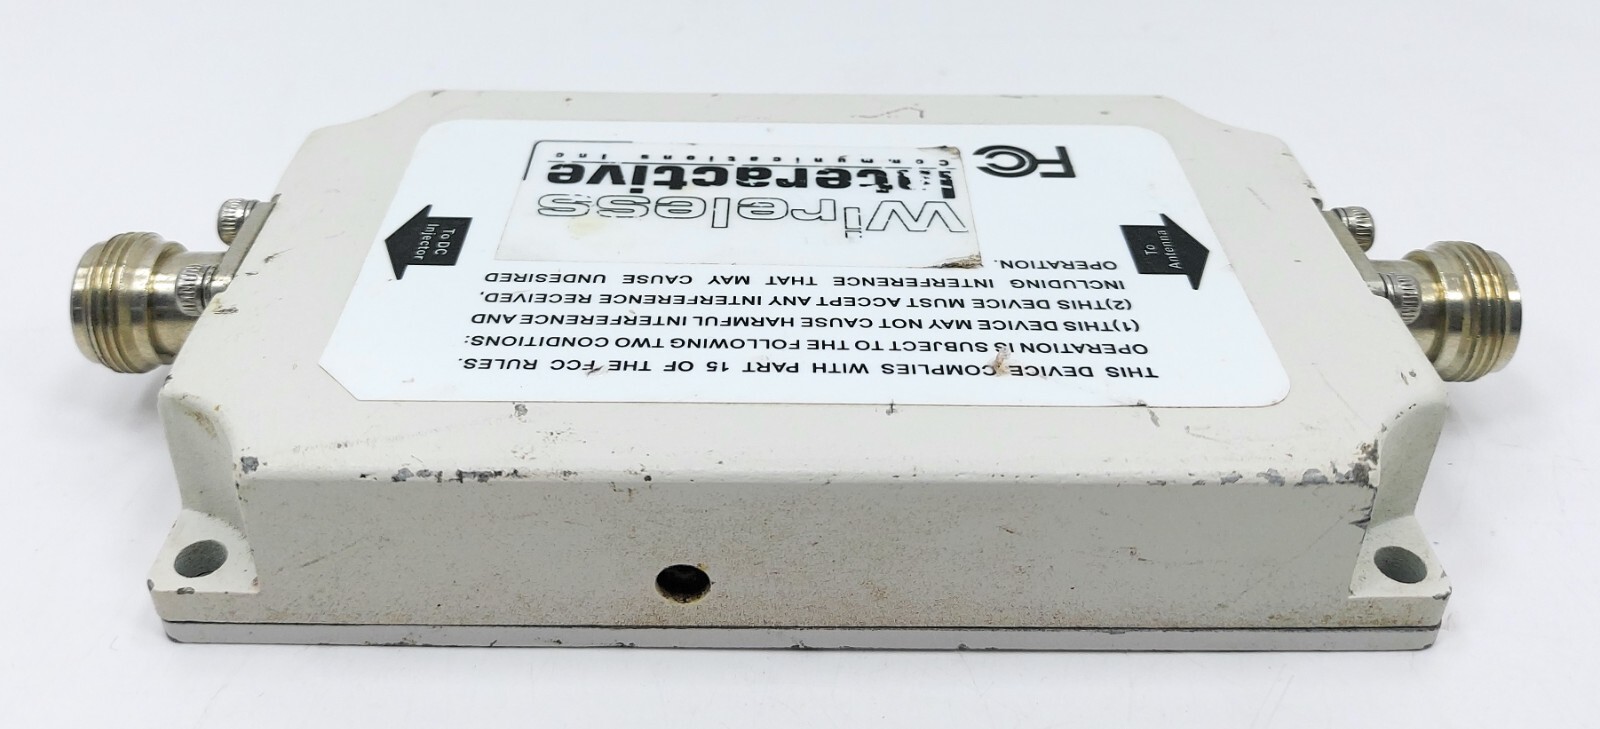 FC
Wireless
Interactive
Communications Inc
To DC
Injector
To
Antenna
THIS DEVICE COMPLIES WITH PART 15 OF THE FCC RULES.
OPERATION IS SUBJECT TO THE FOLLOWING TWO CONDITIONS:
(1)THIS DEVICE MAY NOT CAUSE HARMFUL INTERFERENCE AND
(2)THIS DEVICE MUST ACCEPT ANY INTERFERENCE RECEIVED,
INCLUDING INTERFERENCE THAT MAY CAUSE UNDESIRED
OPERATION.